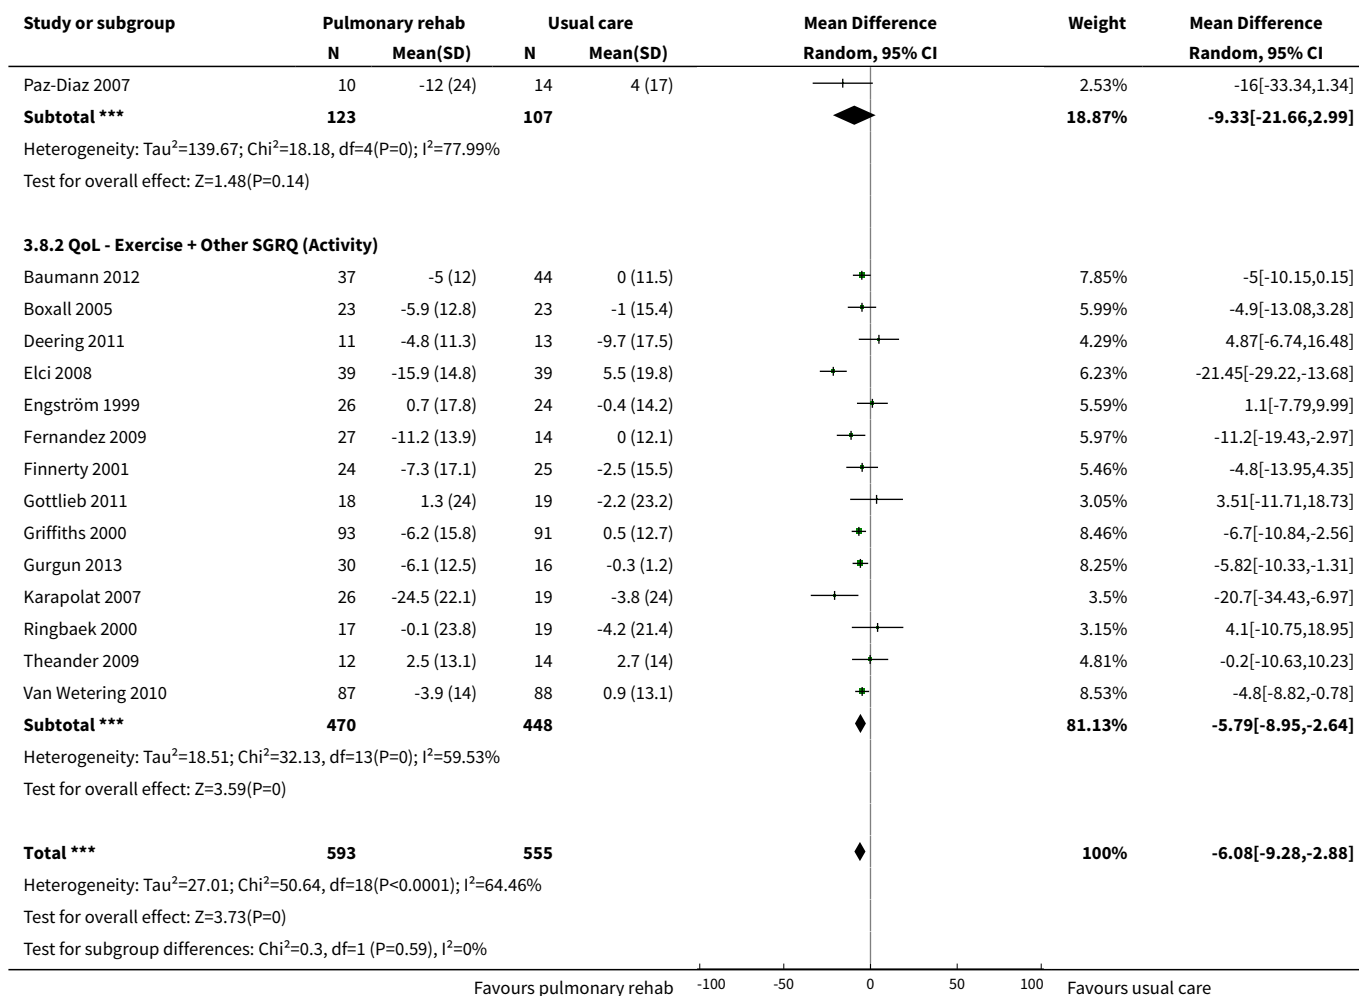 Study or subgroup Pulmonary rehab Usual care Mean Difference Weight Mean Difference
N Mean(SD) N Mean(SD) Random, 95% CI Random, 95% CI
Paz-Diaz 2007 10 -12 (24) 14 4 (17) 2.53% -16[-33.34,1.34]
Subtotal *** 123 107 18.87% -9.33[-21.66,2.99]
Heterogeneity: Tau²=139.67; Chi²=18.18, df=4(P=0); I²=77.99%
Test for overall effect: Z=1.48(P=0.14)
3.8.2 QoL - Exercise + Other SGRQ (Activity)
Baumann 2012 37 -5 (12) 44 0 (11.5) 7.85% -5[-10.15,0.15]
Boxall 2005 23 -5.9 (12.8) 23 -1 (15.4) 5.99% -4.9[-13.08,3.28]
Deering 2011 11 -4.8 (11.3) 13 -9.7 (17.5) 4.29% 4.87[-6.74,16.48]
Elci 2008 39 -15.9 (14.8) 39 5.5 (19.8) 6.23% -21.45[-29.22,-13.68]
Engström 1999 26 0.7 (17.8) 24 -0.4 (14.2) 5.59% 1.1[-7.79,9.99]
Fernandez 2009 27 -11.2 (13.9) 14 0 (12.1) 5.97% -11.2[-19.43,-2.97]
Finnerty 2001 24 -7.3 (17.1) 25 -2.5 (15.5) 5.46% -4.8[-13.95,4.35]
Gottlieb 2011 18 1.3 (24) 19 -2.2 (23.2) 3.05% 3.51[-11.71,18.73]
Griffiths 2000 93 -6.2 (15.8) 91 0.5 (12.7) 8.46% -6.7[-10.84,-2.56]
Gurgun 2013 30 -6.1 (12.5) 16 -0.3 (1.2) 8.25% -5.82[-10.33,-1.31]
Karapolat 2007 26 -24.5 (22.1) 19 -3.8 (24) 3.5% -20.7[-34.43,-6.97]
Ringbaek 2000 17 -0.1 (23.8) 19 -4.2 (21.4) 3.15% 4.1[-10.75,18.95]
Theander 2009 12 2.5 (13.1) 14 2.7 (14) 4.81% -0.2[-10.63,10.23]
Van Wetering 2010 87 -3.9 (14) 88 0.9 (13.1) 8.53% -4.8[-8.82,-0.78]
Subtotal *** 470 448 81.13% -5.79[-8.95,-2.64]
Heterogeneity: Tau²=18.51; Chi²=32.13, df=13(P=0); I²=59.53%
Test for overall effect: Z=3.59(P=0)
Total *** 593 555 100% -6.08[-9.28,-2.88]
Heterogeneity: Tau²=27.01; Chi²=50.64, df=18(P<0.0001); I²=64.46%
Test for overall effect: Z=3.73(P=0)
Test for subgroup differences: Chi²=0.3, df=1 (P=0.59), I²=0%
Favours pulmonary rehab -100 -50 0 50 100 Favours usual care